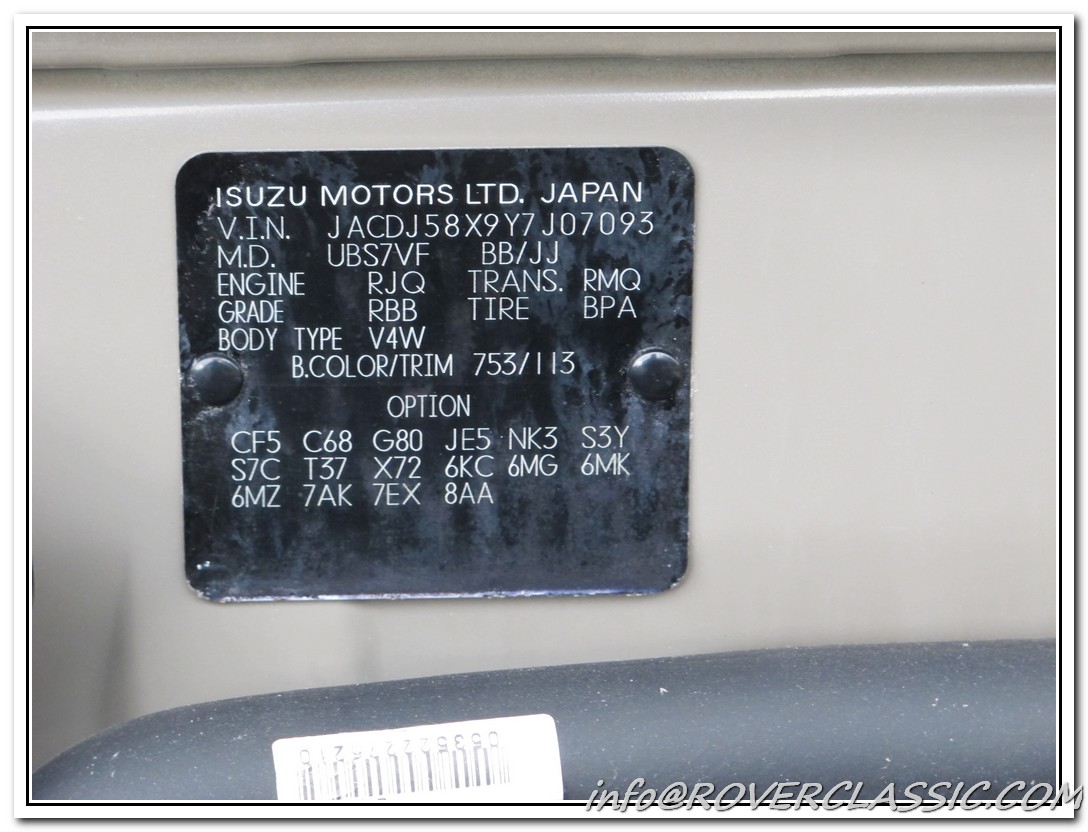 ISUZU MOTORS LTD. JAPAN
V.I.N. JACDJ58X9Y7J07093
M.D. UBS7VF BB/JJ
ENGINE RJQ TRANS. RMQ
GRADE RBB TIRE BPA
BODY TYPE V4W
B.COLOR/TRIM 753/113
OPTION
CF5 C68 G80 JE5 NK3 S3Y
S7C T37 X72 6KC 6MG 6MK
6MZ 7AK 7EX 8AA
info@ROVERCLASSIC.COM